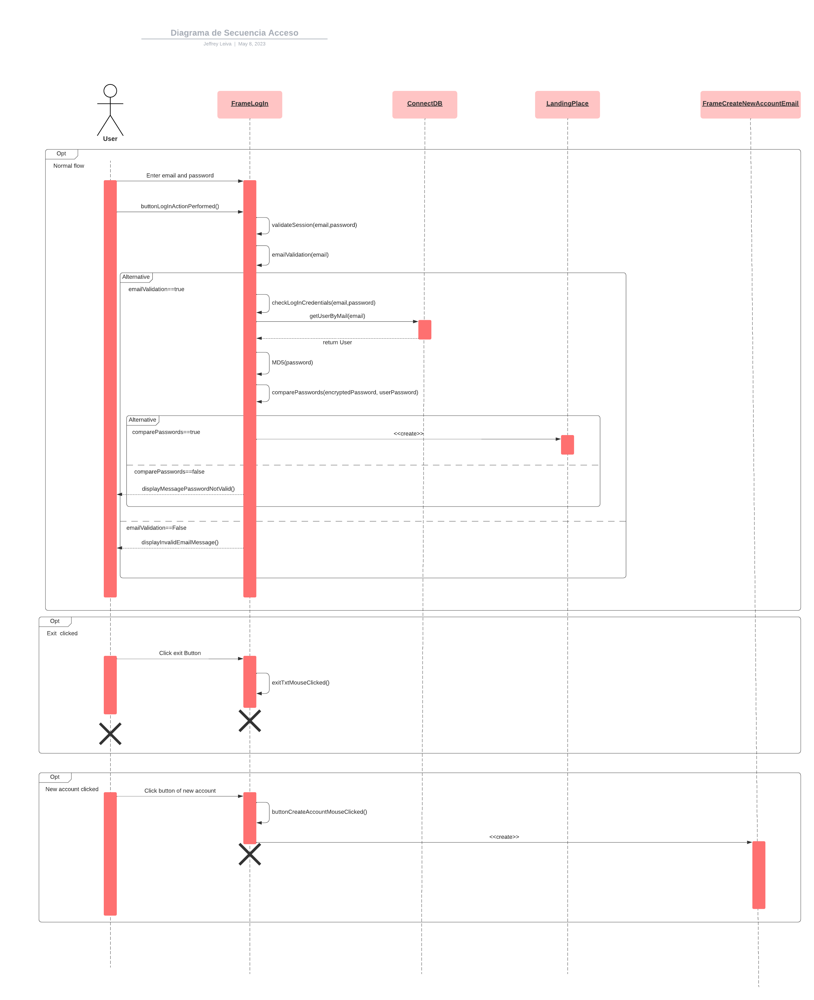 Diagrama de Secuencia Acceso
Jeffrey Leiva | May 8, 2023
FrameLogIn
ConnectDB
LandingPlace
FrameCreateNewAccountEmail
User
Opt
Normal flow
Enter email and password
buttonLogInActionPerformed()
validateSession(email,password)
emailValidation(email)
Alternative
emailValidation==true
checkLogInCredentials(email,password)
getUserByMail(email)
return User
MD5(password)
comparePasswords(encryptedPassword, userPassword)
Alternative
comparePasswords==true
<<create>>
comparePasswords==false
displayMessagePasswordNotValid()
emailValidation==False
displayInvalidEmailMessage()
Opt
Exit  clicked
Click exit Button
exitTxtMouseClicked()
Opt
New account clicked
Click button of new account
buttonCreateAccountMouseClicked()
<<create>>